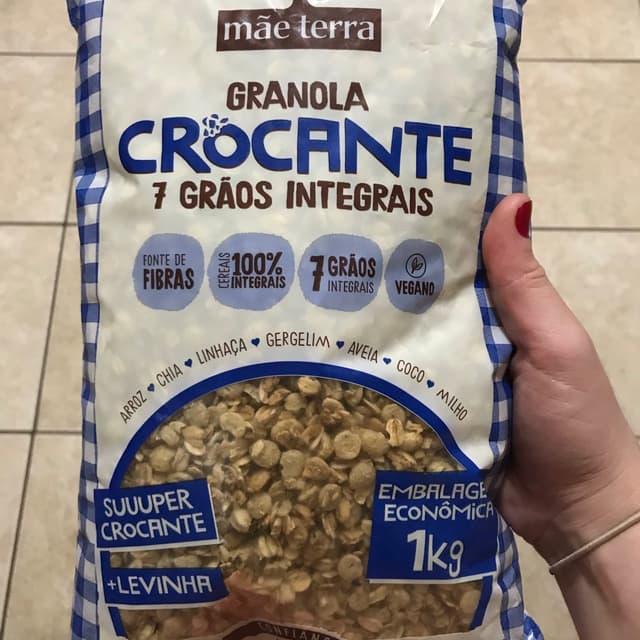 mãe terra
GRANOLA
CROCANTE
7 GRÃOS INTEGRAIS
FONTE DE
FIBRAS
CEREAIS
100%
INTEGRAIS
7 GRÃOS
INTEGRAIS
VEGANO
ARROZ ♥ CHIA ♥ LINHAÇA ♥ GERGELIM ♥ AVEIA ♥ COCO ♥ MILHO
SUUUPER
CROCANTE
+LEVINHA
EMBALAGE
ECONÔMICA
1kg